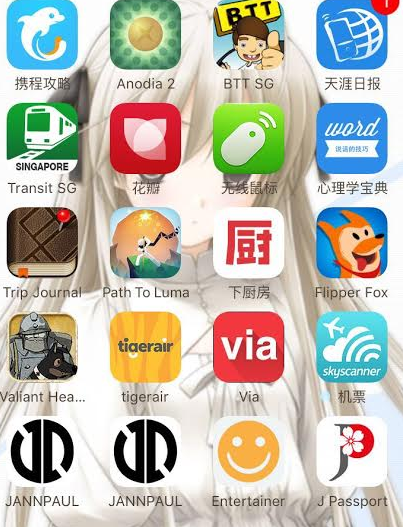 1
BTT
携程攻略
Anodia 2
BTT SG
天涯日报
SINGAPORE
word
说话的技巧
Transit SG
花瓣
无线鼠标
心理学宝典
厨
Trip Journal
Path To Luma
下厨房
Flipper Fox
tigerair
via
skyscanner
Valiant Hea...
tigerair
Via
机票
J
JANNPAUL
JANNPAUL
Entertainer
J Passport